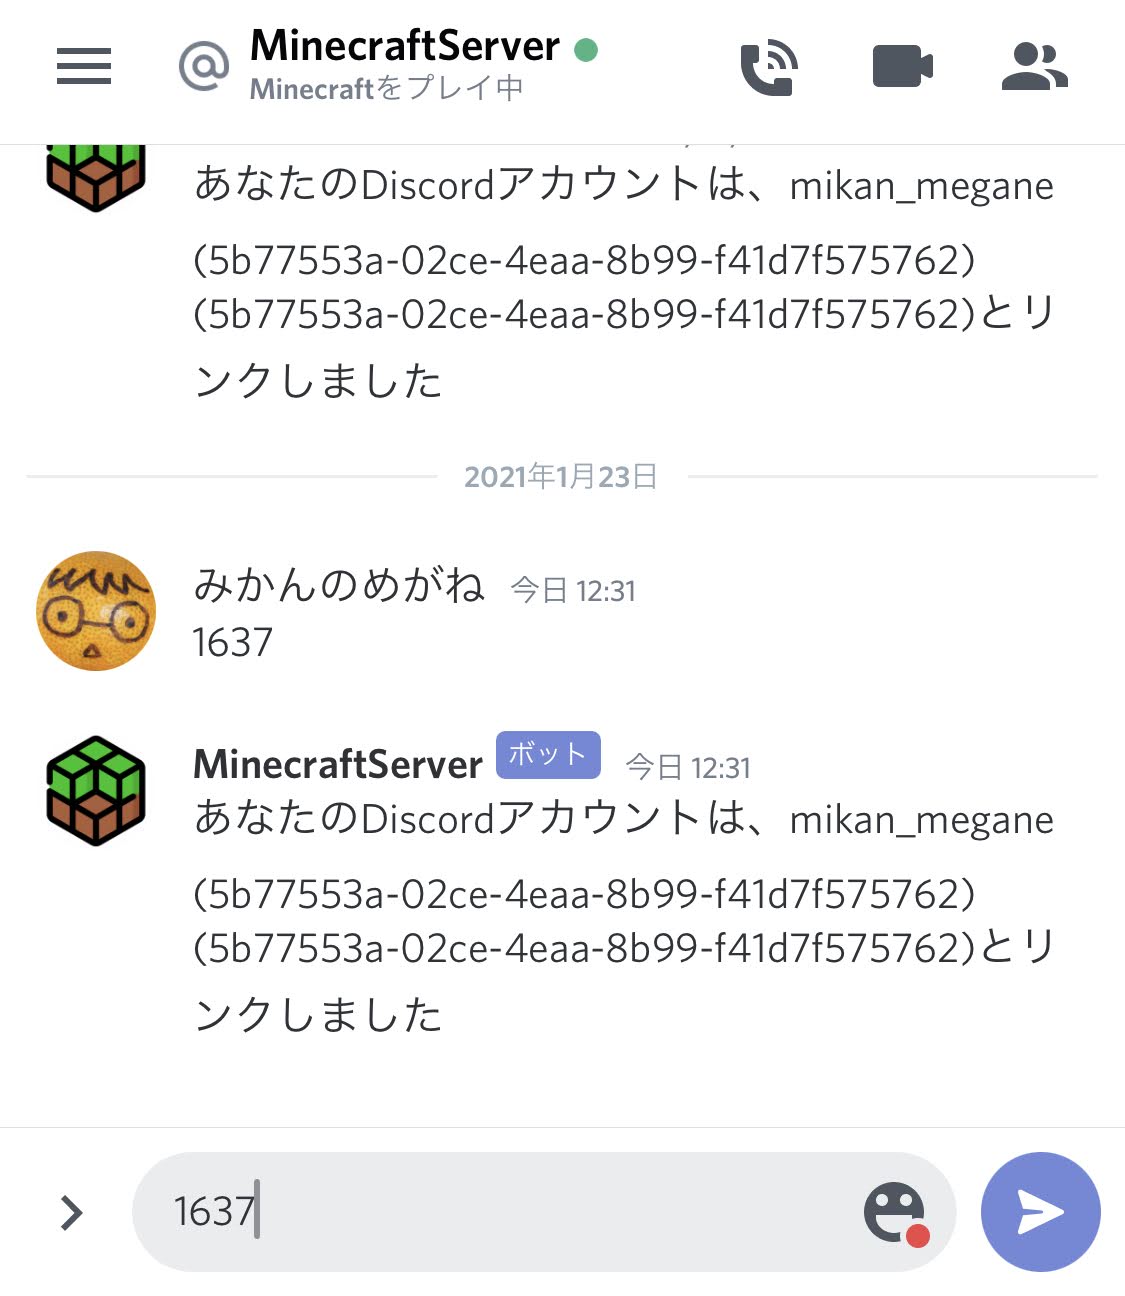 MinecraftServer
Minecraftをプレイ中
あなたのDiscordアカウントは、mikan_megane
(5b77553a-02ce-4eaa-8b99-f41d7f575762)
(5b77553a-02ce-4eaa-8b99-f41d7f575762)とリ
ンクしました
2021年1月23日
みかんのめがね 今日 12:31
1637
MinecraftServer ボット 今日 12:31
あなたのDiscordアカウントは、mikan_megane
(5b77553a-02ce-4eaa-8b99-f41d7f575762)
(5b77553a-02ce-4eaa-8b99-f41d7f575762)とリ
ンクしました
1637